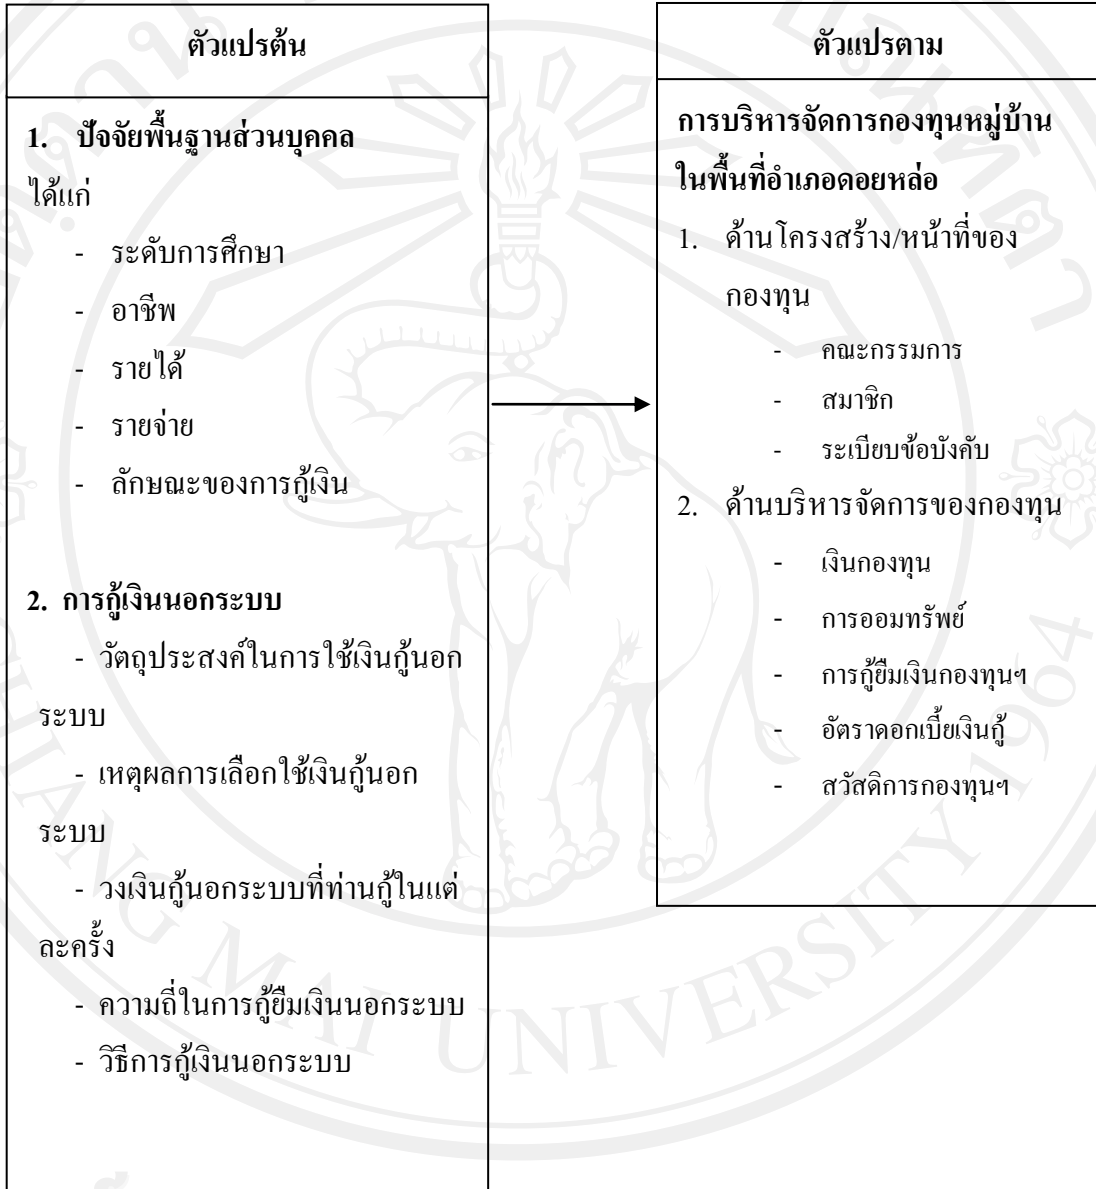 ตัวแปรต้น
1. ปัจจัยพื้นฐานส่วนบุคคล
ได้แก่
- ระดับการศึกษา
- อาชีพ
- รายได้
- รายจ่าย
- ลักษณะของการกู้เงิน
2. การกู้เงินนอกระบบ
- วัตถุประสงค์ในการใช้เงินกู้นอก
ระบบ
- เหตุผลการเลือกใช้เงินกู้นอก
ระบบ
- วงเงินกู้นอกระบบที่ท่านกู้ในแต่
ละครั้ง
- ความถี่ในการกู้ยืมเงินนอกระบบ
- วิธีการกู้เงินนอกระบบ
ตัวแปรตาม
การบริหารจัดการกองทุนหมู่บ้าน
ในพื้นที่อำเภอดอยหล่อ
1. ด้านโครงสร้าง/หน้าที่ของ
กองทุน
- คณะกรรมการ
- สมาชิก
- ระเบียบข้อบังคับ
2. ด้านบริหารจัดการของกองทุน
- เงินกองทุน
- การออมทรัพย์
- การกู้ยืมเงินกองทุนฯ
- อัตราดอกเบี้ยเงินกู้
- สวัสดิการกองทุนฯ
MAI UNIVERSITY 1964